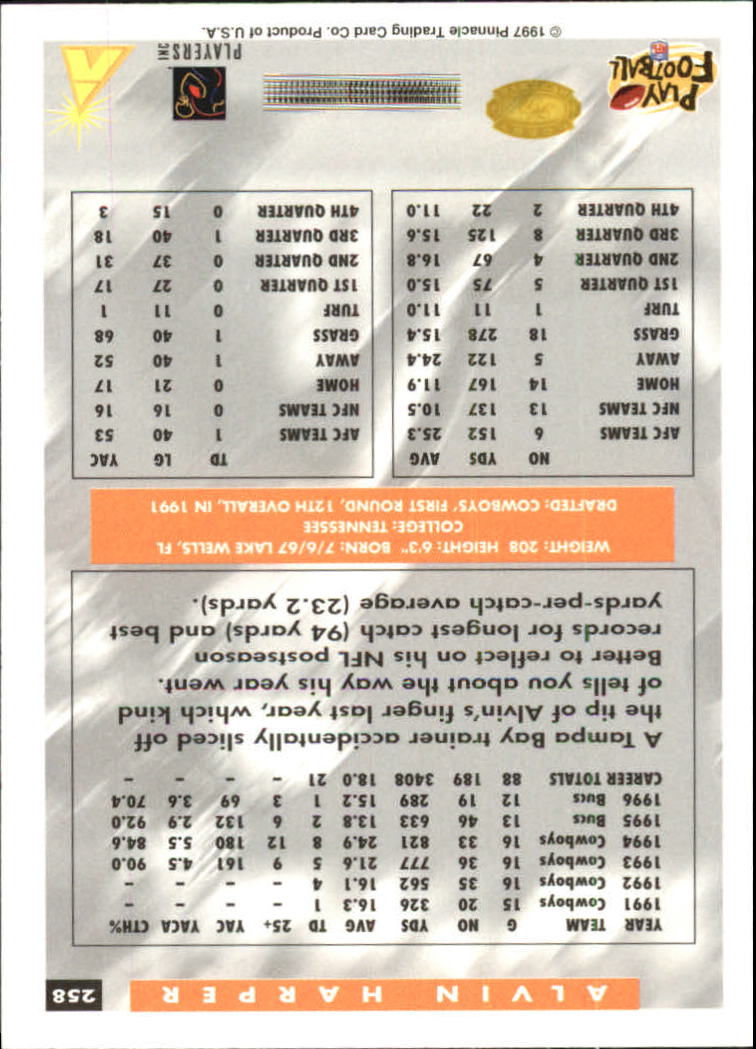 ALVIN HARPER
258
YEAR TEAM G NO YDS AVG TD 25+ YAC YACA CTH%
1991 Cowboys 15 20 326 16.3 1 – – – –
1992 Cowboys 16 35 562 16.1 4 – – – –
1993 Cowboys 16 36 777 21.6 5 9 161 4.5 90.0
1994 Cowboys 16 33 821 24.9 8 12 180 5.5 84.6
1995 Bucs 13 46 633 13.8 2 6 132 2.9 92.0
1996 Bucs 12 19 289 15.2 1 3 69 3.6 70.4
CAREER TOTALS 88 189 3408 18.0 21 – – – –
A Tampa Bay trainer accidentally sliced off
the tip of Alvin's finger last year, which kind
of tells you about the way his year went.
Better to reflect on his NFL postseason
records for longest catch (94 yards) and best
yards-per-catch average (23.2 yards).
WEIGHT: 208 HEIGHT: 6'3" BORN: 7/6/67 LAKE WELLS, FL
COLLEGE: TENNESSEE
DRAFTED: COWBOYS' FIRST ROUND, 12TH OVERALL, IN 1991
NO YDS AVG
AFC TEAMS 6 152 25.3
NFC TEAMS 13 137 10.5
HOME 14 167 11.9
AWAY 5 122 24.4
GRASS 18 278 15.4
TURF 1 11 11.0
1ST QUARTER 5 75 15.0
2ND QUARTER 4 67 16.8
3RD QUARTER 8 125 15.6
4TH QUARTER 2 22 11.0
TD LG YAC
AFC TEAMS 1 40 53
NFC TEAMS 0 16 16
HOME 0 21 17
AWAY 1 40 52
GRASS 1 40 68
TURF 0 11 1
1ST QUARTER 0 27 17
2ND QUARTER 0 37 31
3RD QUARTER 1 40 18
4TH QUARTER 0 15 3
PLAY
FOOTBALL
NFL
PLAYERS INC
© 1997 Pinnacle Trading Card Co. Product of U.S.A.